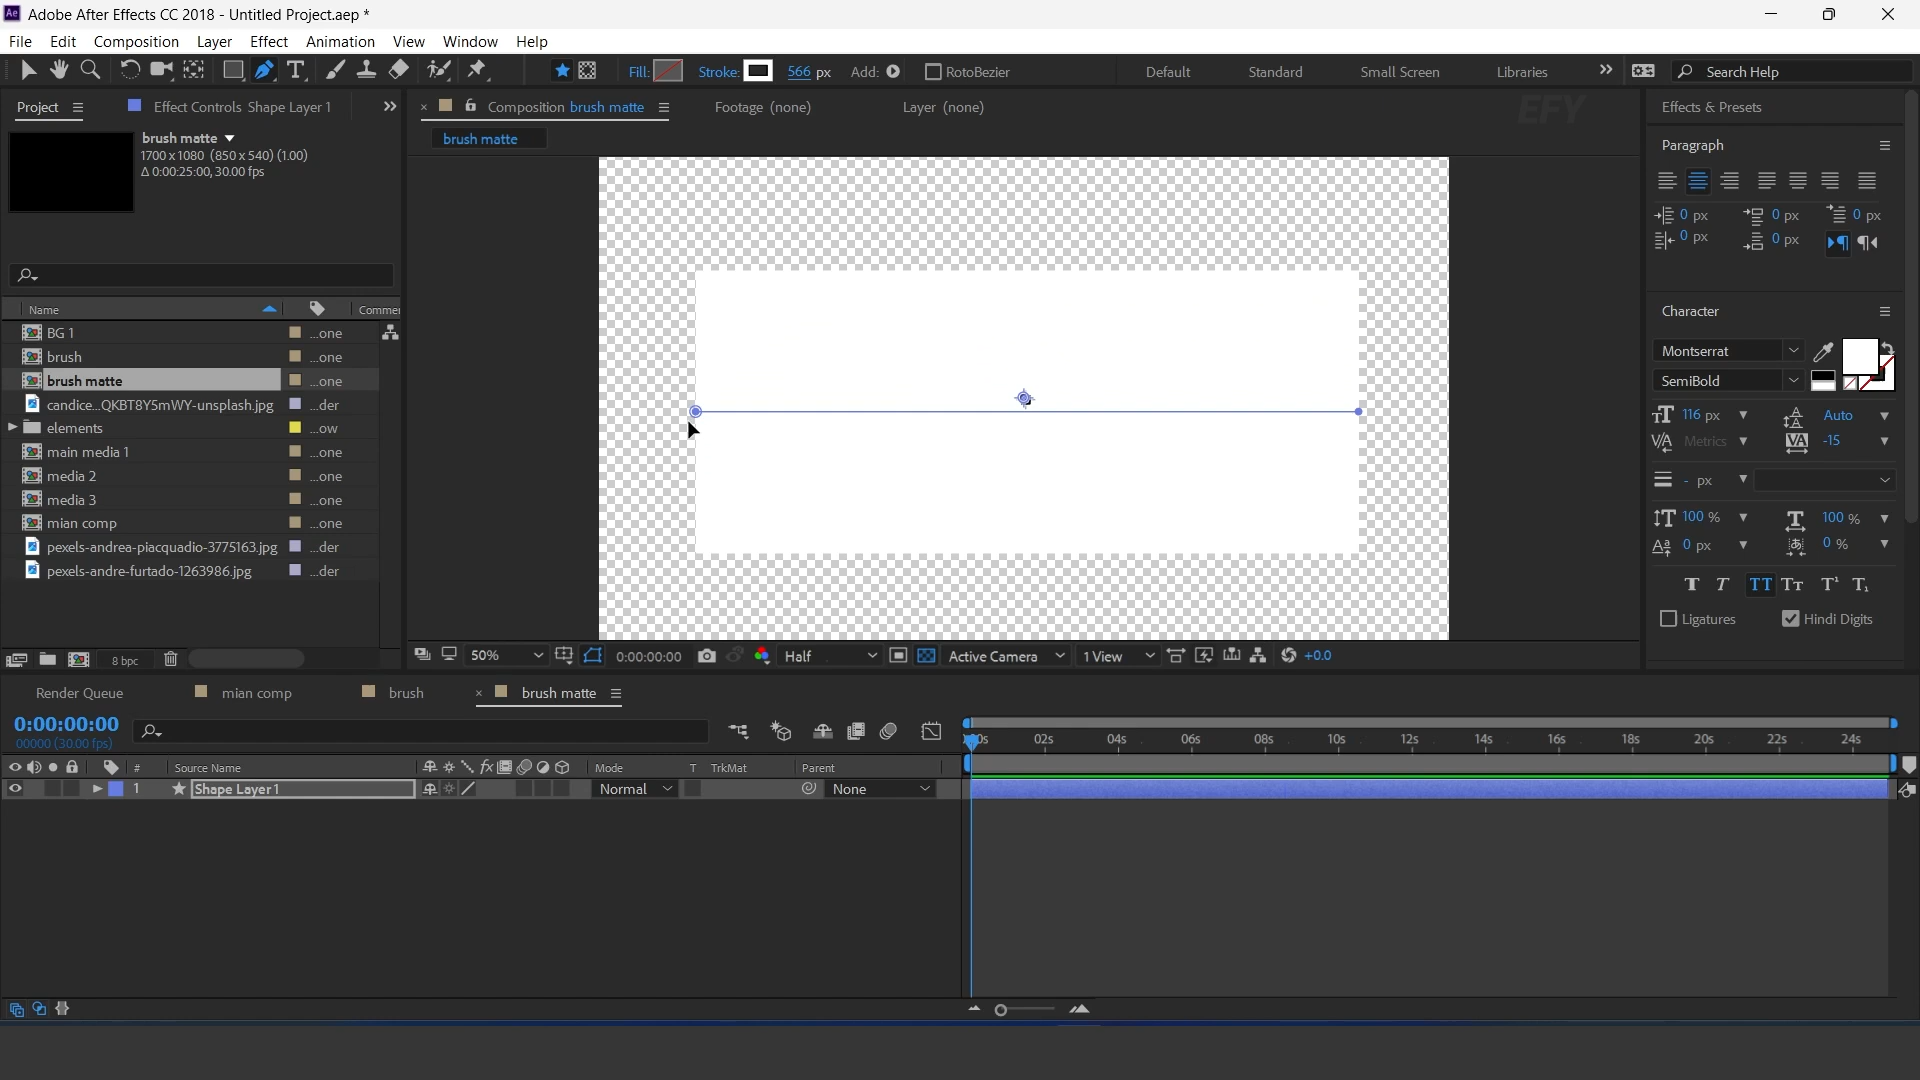 Ae Adobe After Effects CC 2018 - Untitled Project.aep *
File Edit Composition Layer Effect Animation View Window Help
Fill: Stroke: 566 px Add: RotoBezier Default Standard Small Screen Libraries Search Help
Project Effect Controls Shape Layer 1
Composition brush matte Footage (none) Layer (none) EFY
brush matte
Effects & Presets
brush matte
1700 x 1080 (850 x 540) (1.00)
Δ 0:00:25:00, 30.00 fps
Name Commer
BG 1 ...one
brush ...one
brush matte ...one
candice...QKBT8Y5mWY-unsplash.jpg ...der
elements ...ow
main media 1 ...one
media 2 ...one
media 3 ...one
mian comp ...one
pexels-andrea-piacquadio-3775163.jpg ...der
pexels-andre-furtado-1263986.jpg ...der
8 bpc
50% 0:00:00:00 Half Active Camera 1 View +0.0
Paragraph
0 px 0 px 0 px
0 px 0 px
Character
Montserrat
SemiBold
116 px Auto
Metrics -15
- px
100 % 100 %
0 px 0 %
T T TT Tt T¹ T₁
Ligatures Hindi Digits
Render Queue mian comp brush brush matte
0:00:00:00
00000 (30.00 fps)
02s 04s 06s 08s 10s 12s 14s 16s 18s 20s 22s 24s
# Source Name Mode T TrkMat Parent
1 Shape Layer 1 Normal None